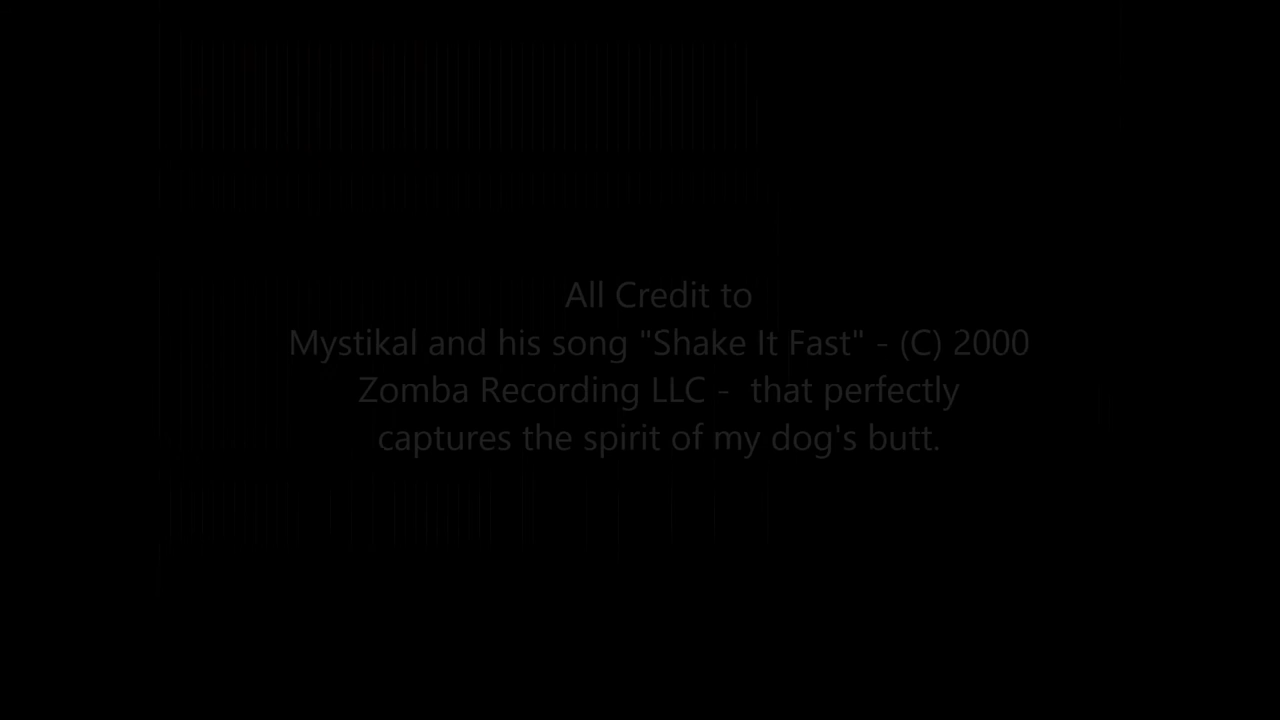 All Credit to
Mystikal and his song "Shake It Fast" - (C) 2000
Zomba Recording LLC -  that perfectly
captures the spirit of my dog's butt.